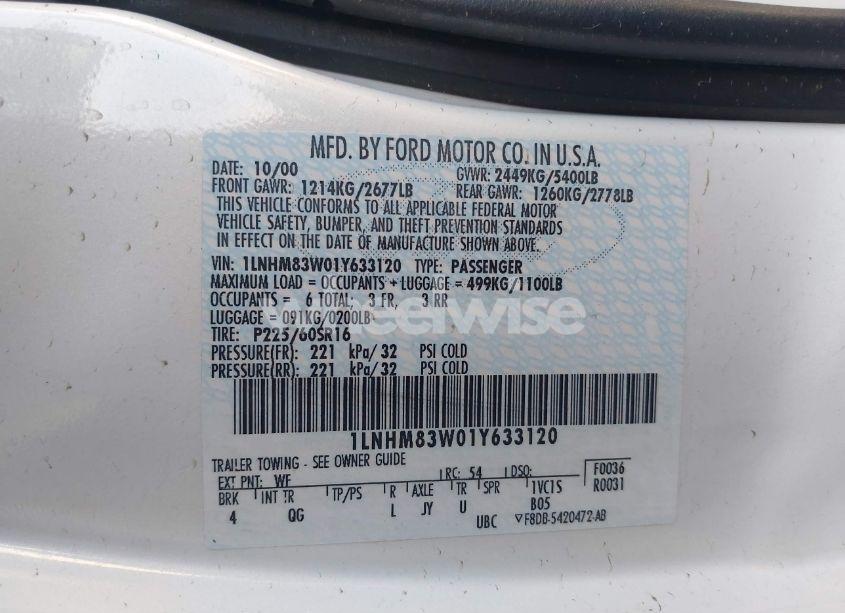 MFD. BY FORD MOTOR CO. IN U.S.A.
DATE: 10/00 GVWR: 2449KG/5400LB
FRONT GAWR: 1214KG/2677LB REAR GAWR: 1260KG/2778LB
THIS VEHICLE CONFORMS TO ALL APPLICABLE FEDERAL MOTOR
VEHICLE SAFETY, BUMPER, AND THEFT PREVENTION STANDARDS
IN EFFECT ON THE DATE OF MANUFACTURE SHOWN ABOVE.
VIN: 1LNHM83W01Y633120 TYPE: PASSENGER
MAXIMUM LOAD = OCCUPANTS + LUGGAGE = 499KG/1100LB
OCCUPANTS = 6 TOTAL; 3 FR, 3 RR
LUGGAGE = 091KG/0200LB
wheelwise
TIRE: P225/60SR16
PRESSURE(FR): 221 kPa/ 32 PSI COLD
PRESSURE(RR): 221 kPa/ 32 PSI COLD
1LNHM83W01Y633120
TRAILER TOWING - SEE OWNER GUIDE
EXT PNT: WF RC: 54 DSO: F0036
BRK INT TR TP/PS R AXLE TR SPR 1VC1S R0031
4 QG L JY U B05
UBC ▽F8DB-5420472-AB